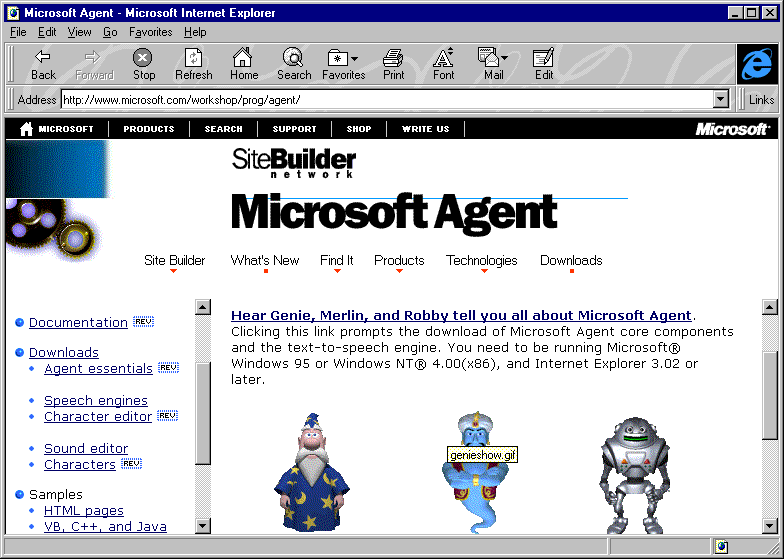 Microsoft Agent - Microsoft Internet Explorer
File Edit View Go Favorites Help
Back Forward Stop Refresh Home Search Favorites Print Font Mail Edit
Address http://www.microsoft.com/workshop/prog/agent/ Links
MICROSOFT PRODUCTS SEARCH SUPPORT SHOP WRITE US Microsoft
SiteBuilder
network
Microsoft Agent
Site Builder What's New Find It Products Technologies Downloads
Documentation REV
Downloads
Agent essentials REV
Speech engines
Character editor REV
Sound editor
Characters REV
Samples
HTML pages
VB, C++, and Java
Hear Genie, Merlin, and Robby tell you all about Microsoft Agent.
Clicking this link prompts the download of Microsoft Agent core components
and the text-to-speech engine. You need to be running Microsoft®
Windows 95 or Windows NT® 4.00(x86), and Internet Explorer 3.02 or
later.
genieshow.gif